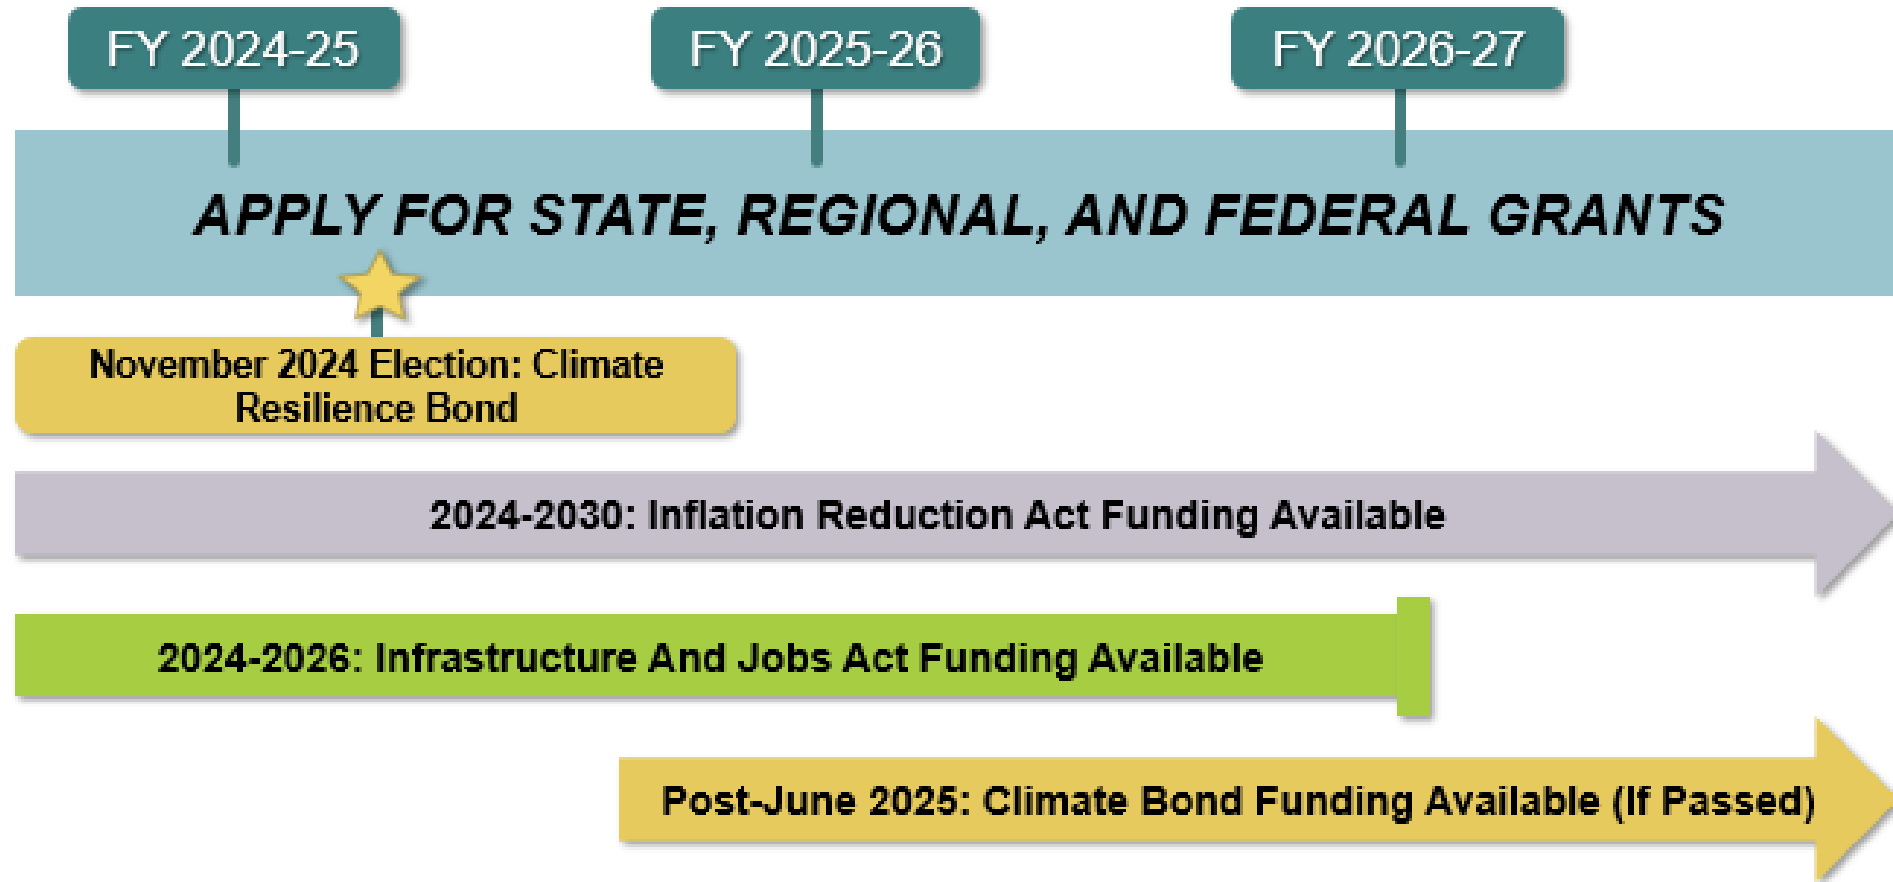 FY 2024-25
FY 2025-26
FY 2026-27
APPLY FOR STATE, REGIONAL, AND FEDERAL GRANTS
November 2024 Election: Climate
Resilience Bond
2024-2030: Inflation Reduction Act Funding Available
2024-2026: Infrastructure And Jobs Act Funding Available
Post-June 2025: Climate Bond Funding Available (If Passed)